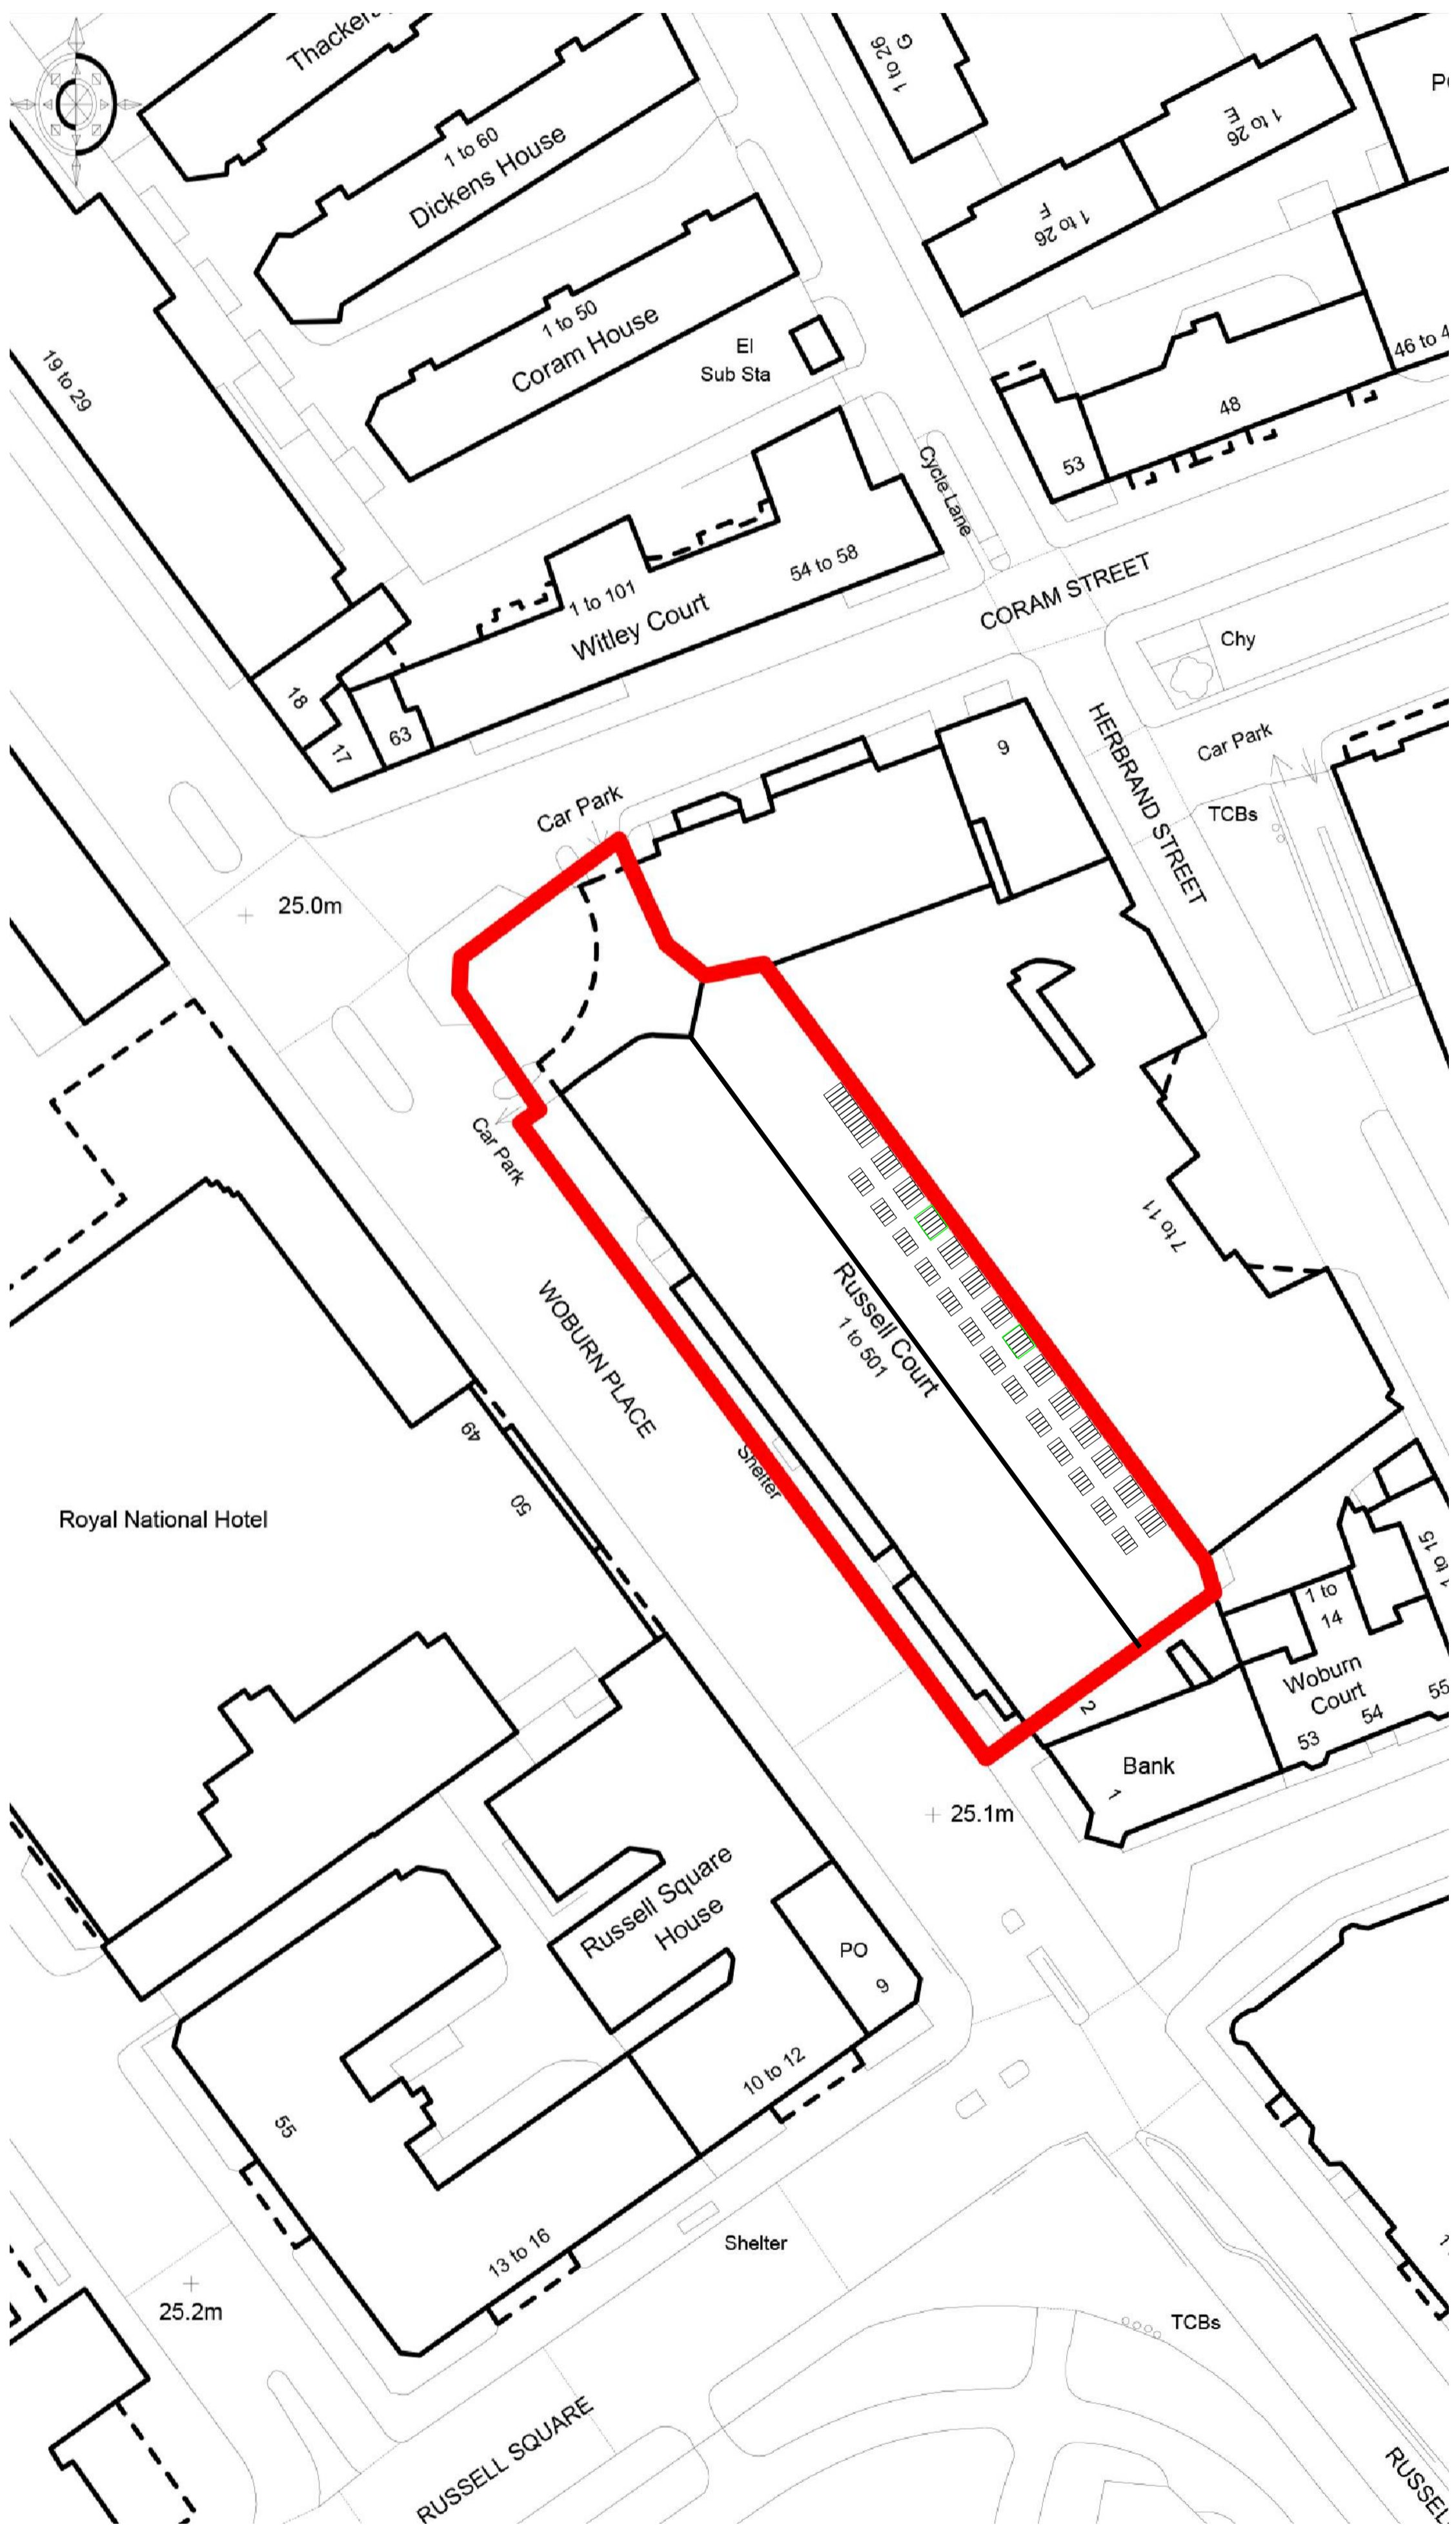 1 to 26
G
1 to 60
Dickens House
1 to 26
E
1 to 26
F
1 to 50
Coram House
El
Sub Sta
19 to 29
48
53
Cycle Lane
54 to 58
1 to 101
Witley Court
CORAM STREET
Chy
18
17
63
9
HERBRAND STREET
Car Park
Car Park
TCBs
25.0m
Car Park
7 to 11
WOBURN PLACE
Russell Court
1 to 501
Shelter
49
50
Royal National Hotel
1 to 15
1 to
14
Woburn
Court
53
54
55
2
Bank
1
25.1m
Russell Square
House
PO
9
10 to 12
55
13 to 16
Shelter
25.2m
TCBs
RUSSELL SQUARE